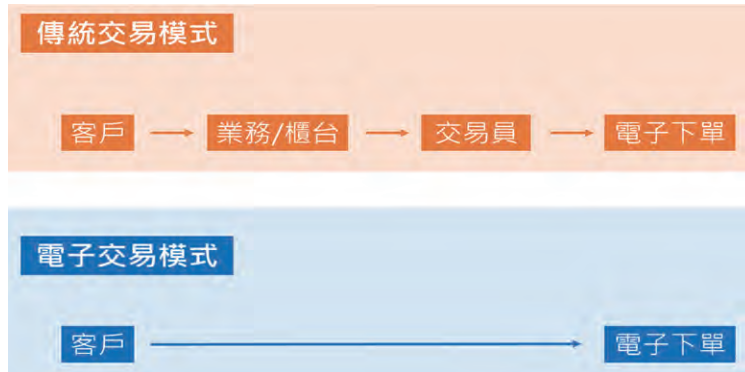 傳統交易模式
客戶 → 業務/櫃台 → 交易員 → 電子下單
電子交易模式
客戶 → 電子下單